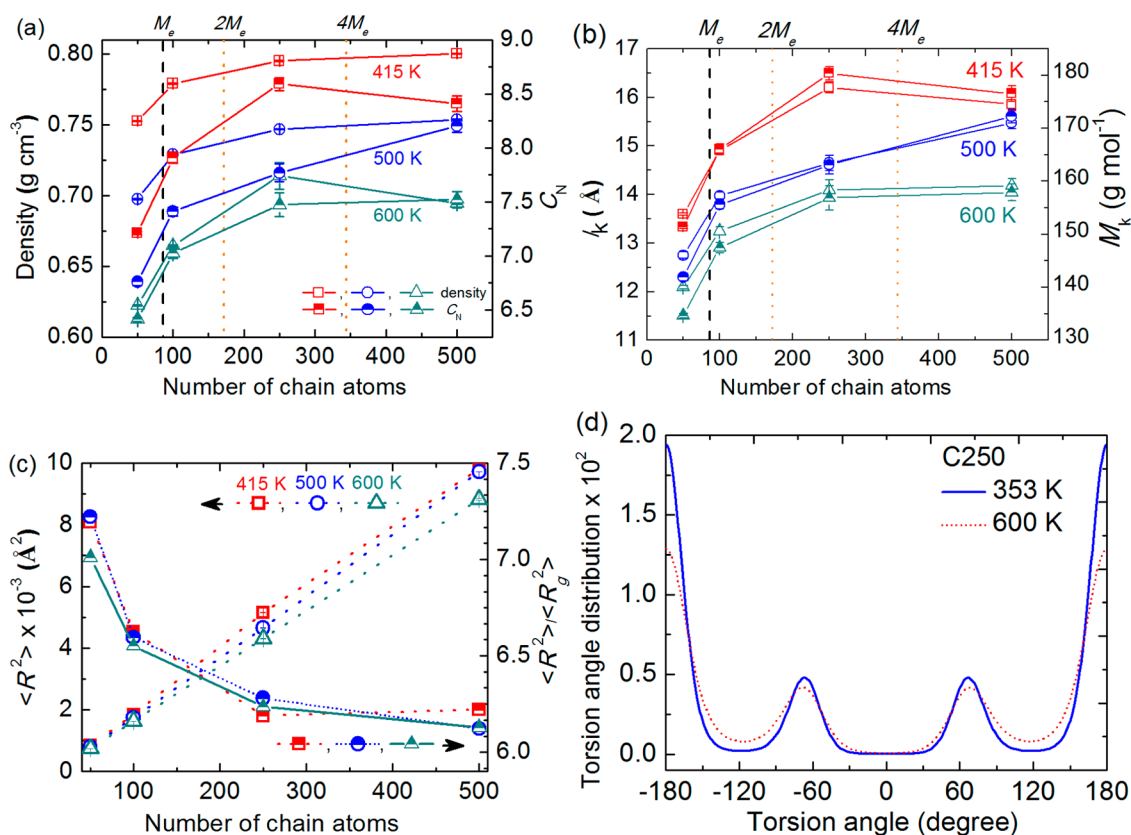 (a)
Mₑ
2Mₑ
4Mₑ
Density (g cm⁻³)
0.80
0.75
0.70
0.65
0.60
9.0
8.5
8.0
7.5
7.0
6.5
C_N
415 K
500 K
600 K
, , density
, , C_N
0 100 200 300 400 500
Number of chain atoms
(b)
Mₑ
2Mₑ
4Mₑ
l_K ( Å)
17
16
15
14
13
12
11
180
170
160
150
140
130
M_k (g mol⁻¹)
415 K
500 K
600 K
0 100 200 300 400 500
Number of chain atoms
(c)
<R²> x 10⁻³ (Å²)
10
8
6
4
2
0
7.5
7.0
6.5
6.0
<R²>/<R_g²>
415 K 500 K 600 K
, ,
, ,
100 200 300 400 500
Number of chain atoms
(d)
Torsion angle distribution x 10²
2.0
1.5
1.0
0.5
0.0
C250
353 K
600 K
-180 -120 -60 0 60 120 180
Torsion angle (degree)